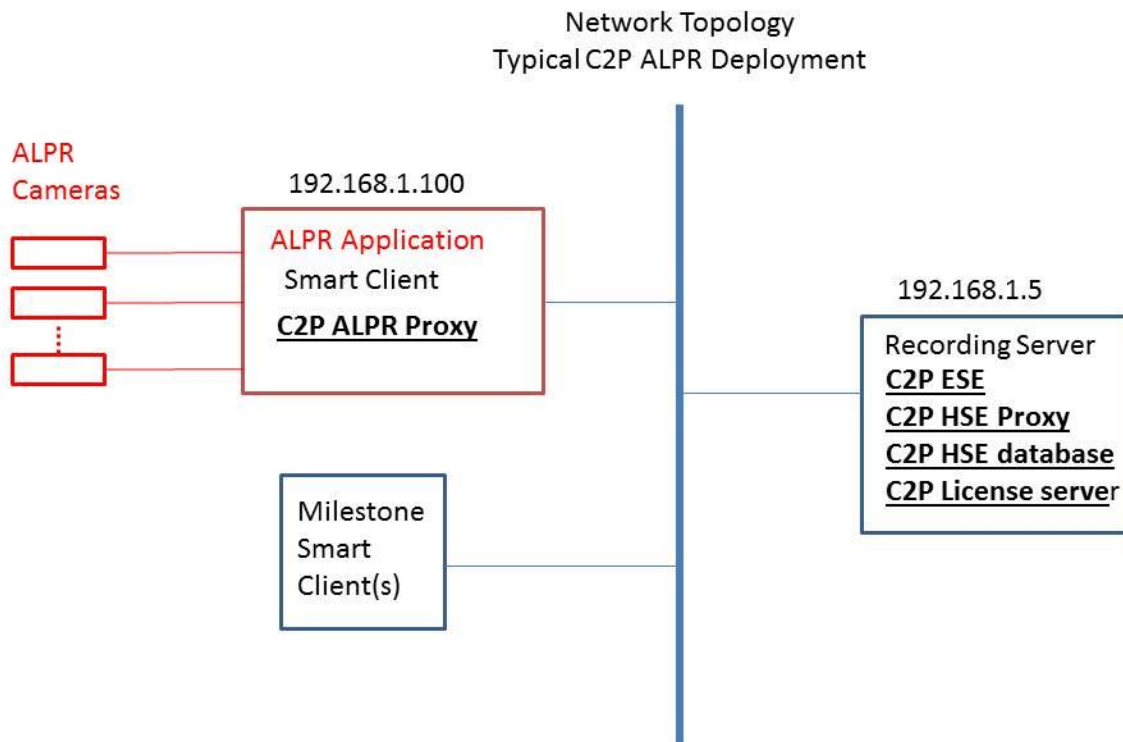 Network Topology
Typical C2P ALPR Deployment
ALPR
Cameras
192.168.1.100
ALPR Application
Smart Client
C2P ALPR Proxy
192.168.1.5
Recording Server
C2P ESE
C2P HSE Proxy
C2P HSE database
C2P License server
Milestone
Smart
Client(s)